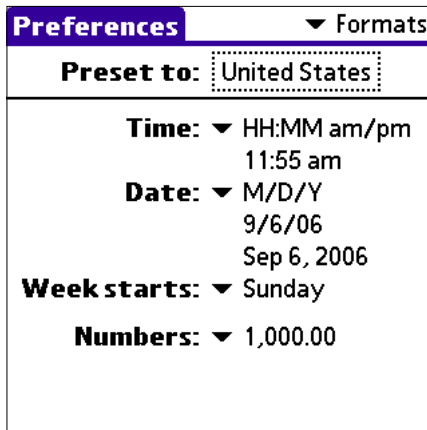 Preferences Formats
Preset to: United States
Time: HH:MM am/pm
11:55 am
Date: M/D/Y
9/6/06
Sep 6, 2006
Week starts: Sunday
Numbers: 1,000.00